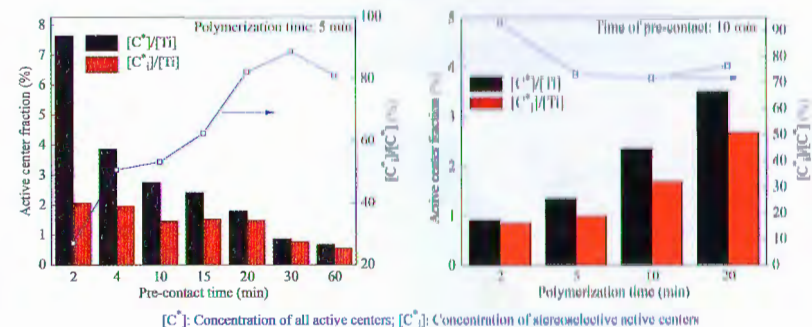 Polymerization time: 5 min
[C*]/[Ti]
[C*i]/[Ti]
Active center fraction (%)
8
7
6
5
4
3
2
1
0
100
80
60
40
20
[C*i]/[C*] (%)
2 4 10 15 20 30 60
Pre-contact time (min)
Time of pre-contact: 10 min
[C*]/[Ti]
[C*i]/[Ti]
Active center fraction (%)
5
4
3
2
1
0
90
80
70
60
50
40
30
20
10
0
[C*i]/[C*] (%)
2 5 10 20
Polymerization time (min)
[C*]: Concentration of all active centers; [C*i]: Concentration of stereoselective active centers